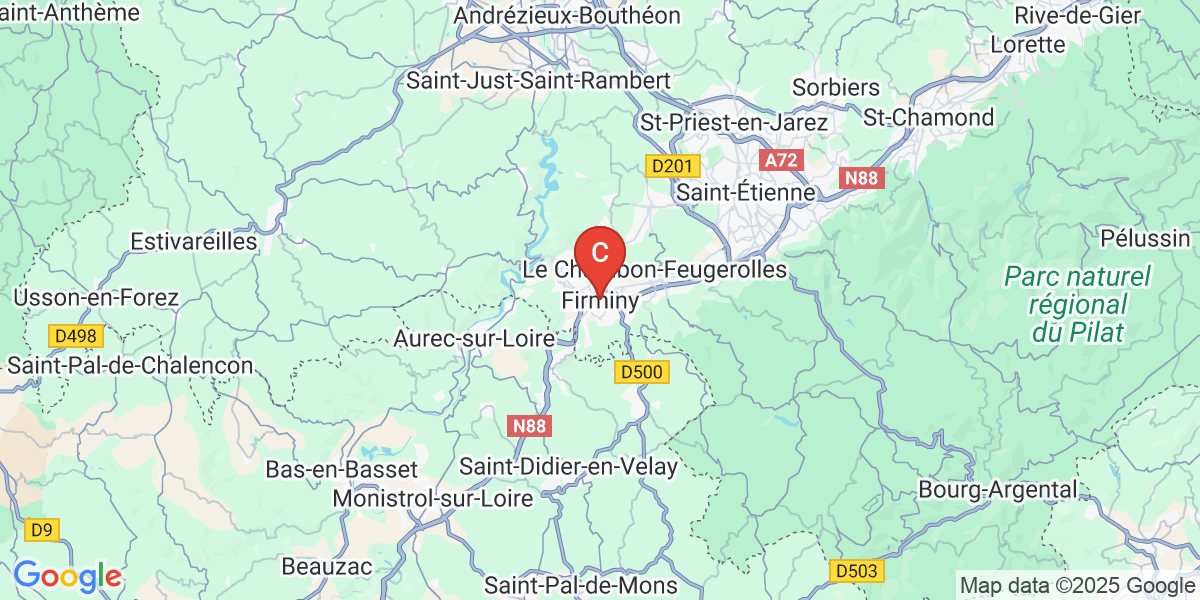 aint-Anthème
Andrézieux-Bouthéon
Rive-de-Gier
Lorette
Saint-Just-Saint-Rambert
Sorbiers
St-Priest-en-Jarez
St-Chamond
D201
A72
N88
Saint-Étienne
Estivareilles
Pélussin
C
Le Ch bon-Feugerolles
Usson-en-Forez
Firminy
Parc naturel
régional
du Pilat
D498
Aurec-sur-Loire
Saint-Pal-de-Chalencon
D500
N88
Bas-en-Basset
Saint-Didier-en-Velay
Monistrol-sur-Loire
Bourg-Argental
D9
Beauzac
Google
Saint-Pal-de-Mons
D503
Map data ©2025 Google